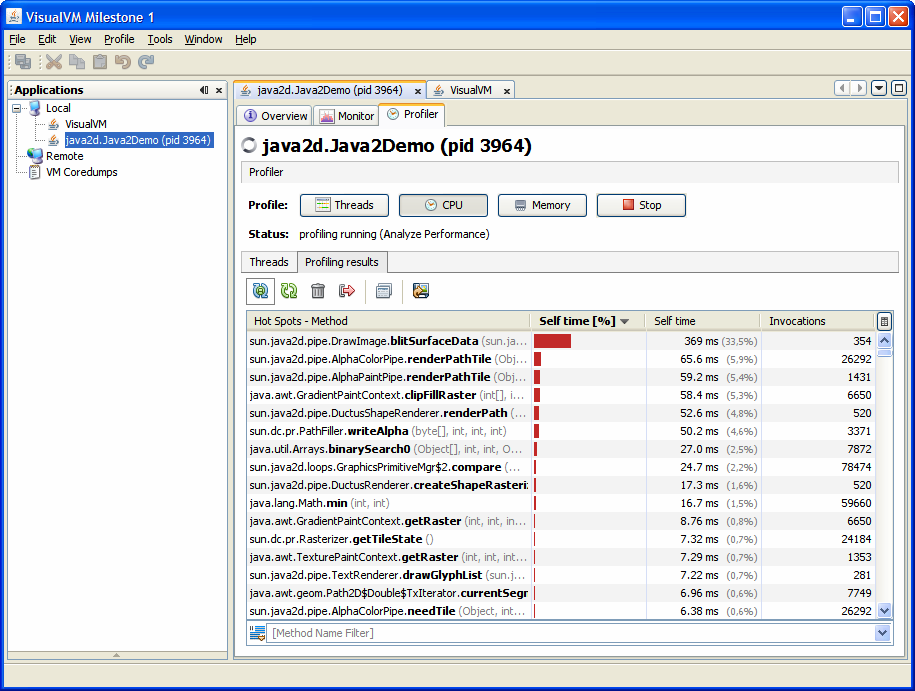 VisualVM Milestone 1
File Edit View Profile Tools Window Help
Applications
Local
VisualVM
java2d.Java2Demo (pid 3964)
Remote
VM Coredumps
java2d.Java2Demo (pid 3964) VisualVM
Overview Monitor Profiler
java2d.Java2Demo (pid 3964)
Profiler
Profile: Threads CPU Memory Stop
Status: profiling running (Analyze Performance)
Threads Profiling results
Hot Spots - Method Self time [%] Self time Invocations
sun.java2d.pipe.DrawImage.blitSurfaceData (sun.ja... 369 ms (33,5%) 354
sun.java2d.pipe.AlphaColorPipe.renderPathTile (Obj... 65.6 ms (5.9%) 26292
sun.java2d.pipe.AlphaPaintPipe.renderPathTile (Obj... 59.2 ms (5,4%) 1431
java.awt.GradientPaintContext.clipFillRaster (int[], i... 58.4 ms (5,3%) 6650
sun.java2d.pipe.DuctusShapeRenderer.renderPath (... 52.6 ms (4,8%) 520
sun.dc.pr.PathFiller.writeAlpha (byte[], int, int, int) 50.2 ms (4.6%) 3371
java.util.Arrays.binarySearch0 (Object[], int, int, O... 27.0 ms (2,5%) 7872
sun.java2d.loops.GraphicsPrimitiveMgr$2.compare (... 24.7 ms (2,2%) 78474
sun.java2d.pipe.DuctusRenderer.createShapeRasteri 17.3 ms (1,6%) 520
java.lang.Math.min (int, int) 16.7 ms (1,5%) 59660
java.awt.GradientPaintContext.getRaster (int, int, in... 8.76 ms (0,8%) 6650
sun.dc.pr.Rasterizer.getTileState () 7.32 ms (0,7%) 24184
java.awt.TexturePaintContext.getRaster (int, int, int... 7.29 ms (0,7%) 1353
sun.java2d.pipe.TextRenderer.drawGlyphList (sun.j... 7.22 ms (0,7%) 281
java.awt.geom.Path2D$Double$TxIterator.currentSegr 6.96 ms (0,6%) 7749
sun.java2d.pipe.AlphaColorPipe.needTile (Object, int... 6.38 ms (0,6%) 26292
[Method Name Filter]